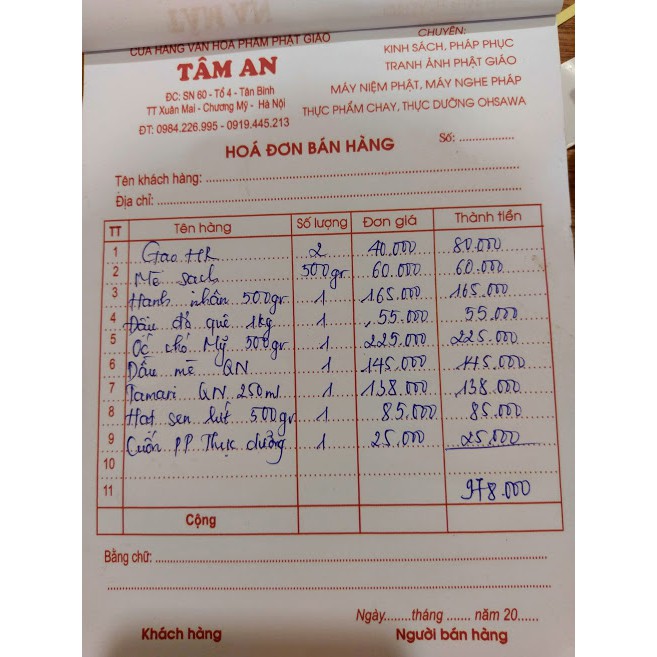 CỬA HÀNG VĂN HOÁ PHẨM PHẬT GIÁO
TÂM AN
ĐC: SN 60 - Tổ 4 - Tân Bình
TT Xuân Mai - Chương Mỹ - Hà Nội
ĐT: 0984.226.995 - 0919.445.213
CHUYÊN:
KINH SÁCH, PHÁP PHỤC
TRANH ẢNH PHẬT GIÁO
MÁY NIỆM PHẬT, MÁY NGHE PHÁP
THỰC PHẨM CHAY, THỰC DƯỠNG OHSAWA
HOÁ ĐƠN BÁN HÀNG
Số: .................
Tên khách hàng: ................
Địa chỉ: ................
TT Tên hàng Số lượng Đơn giá Thành tiền
1 Gạo HR 2 40.000 80.000
2 Mè sạch 500gr 60.000 60.000
3 Hạnh nhân 500gr 1 165.000 165.000
4 Đậu đỏ quê 1kg 1 55.000 55.000
5 Óc chó Mỹ 500gr 1 225.000 225.000
6 Dầu mè QN 1 145.000 145.000
7 Tamari QN 250ml 1 138.000 138.000
8 Hạt sen lứt 500gr 1 85.000 85.000
9 Cuốn PP Thực dưỡng 1 25.000 25.000
10
11 978.000
Cộng
Bằng chữ: ................
Ngày........tháng ....... năm 20......
Khách hàng Người bán hàng